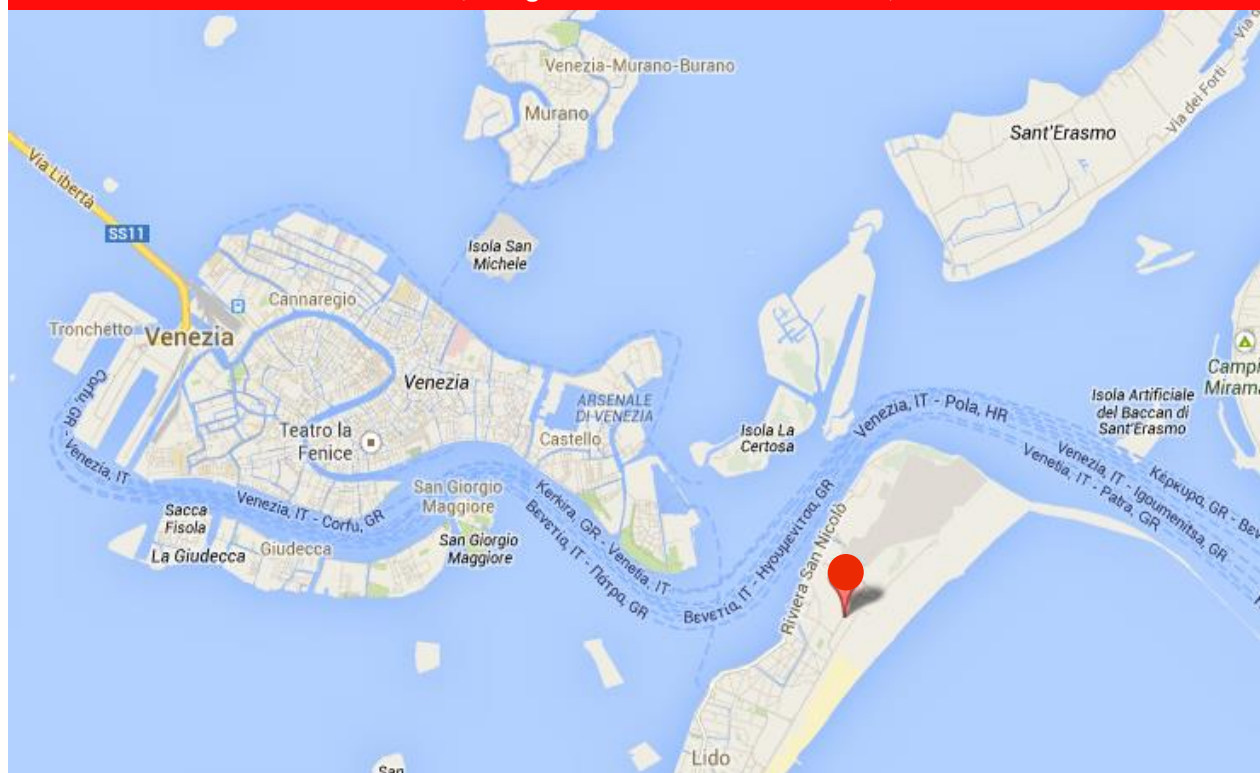 Venezia-Murano-Burano
Murano
Sant'Erasmo
Via dei Forti
Via Libertà
SS11
Isola San
Michele
Cannaregio
Tronchetto
Venezia
Venezia
ARSENALE
DI VENEZIA
Castello
Teatro la
Fenice
Isola La
Certosa
Isola Artificiale
del Baccan di
Sant'Erasmo
Campi
Mirama
Corfu, GR - Venezia, IT
Venezia, IT - Corfu, GR
San Giorgio
Maggiore
San Giorgio
Maggiore
Sacca
Fisola
La Giudecca
Giudecca
Kerkira, GR - Venetia, IT
Βενετία, IT - Πάτρα, GR
Βενετία, IT - Ηγουμενίτσα, GR
Venezia, IT - Pola, HR
Venezia, IT - Igoumenitsa, GR
Venetia, IT - Patra, GR
Κέρκυρα, GR - Βεν
Riviera San Nicolò
Lido
San